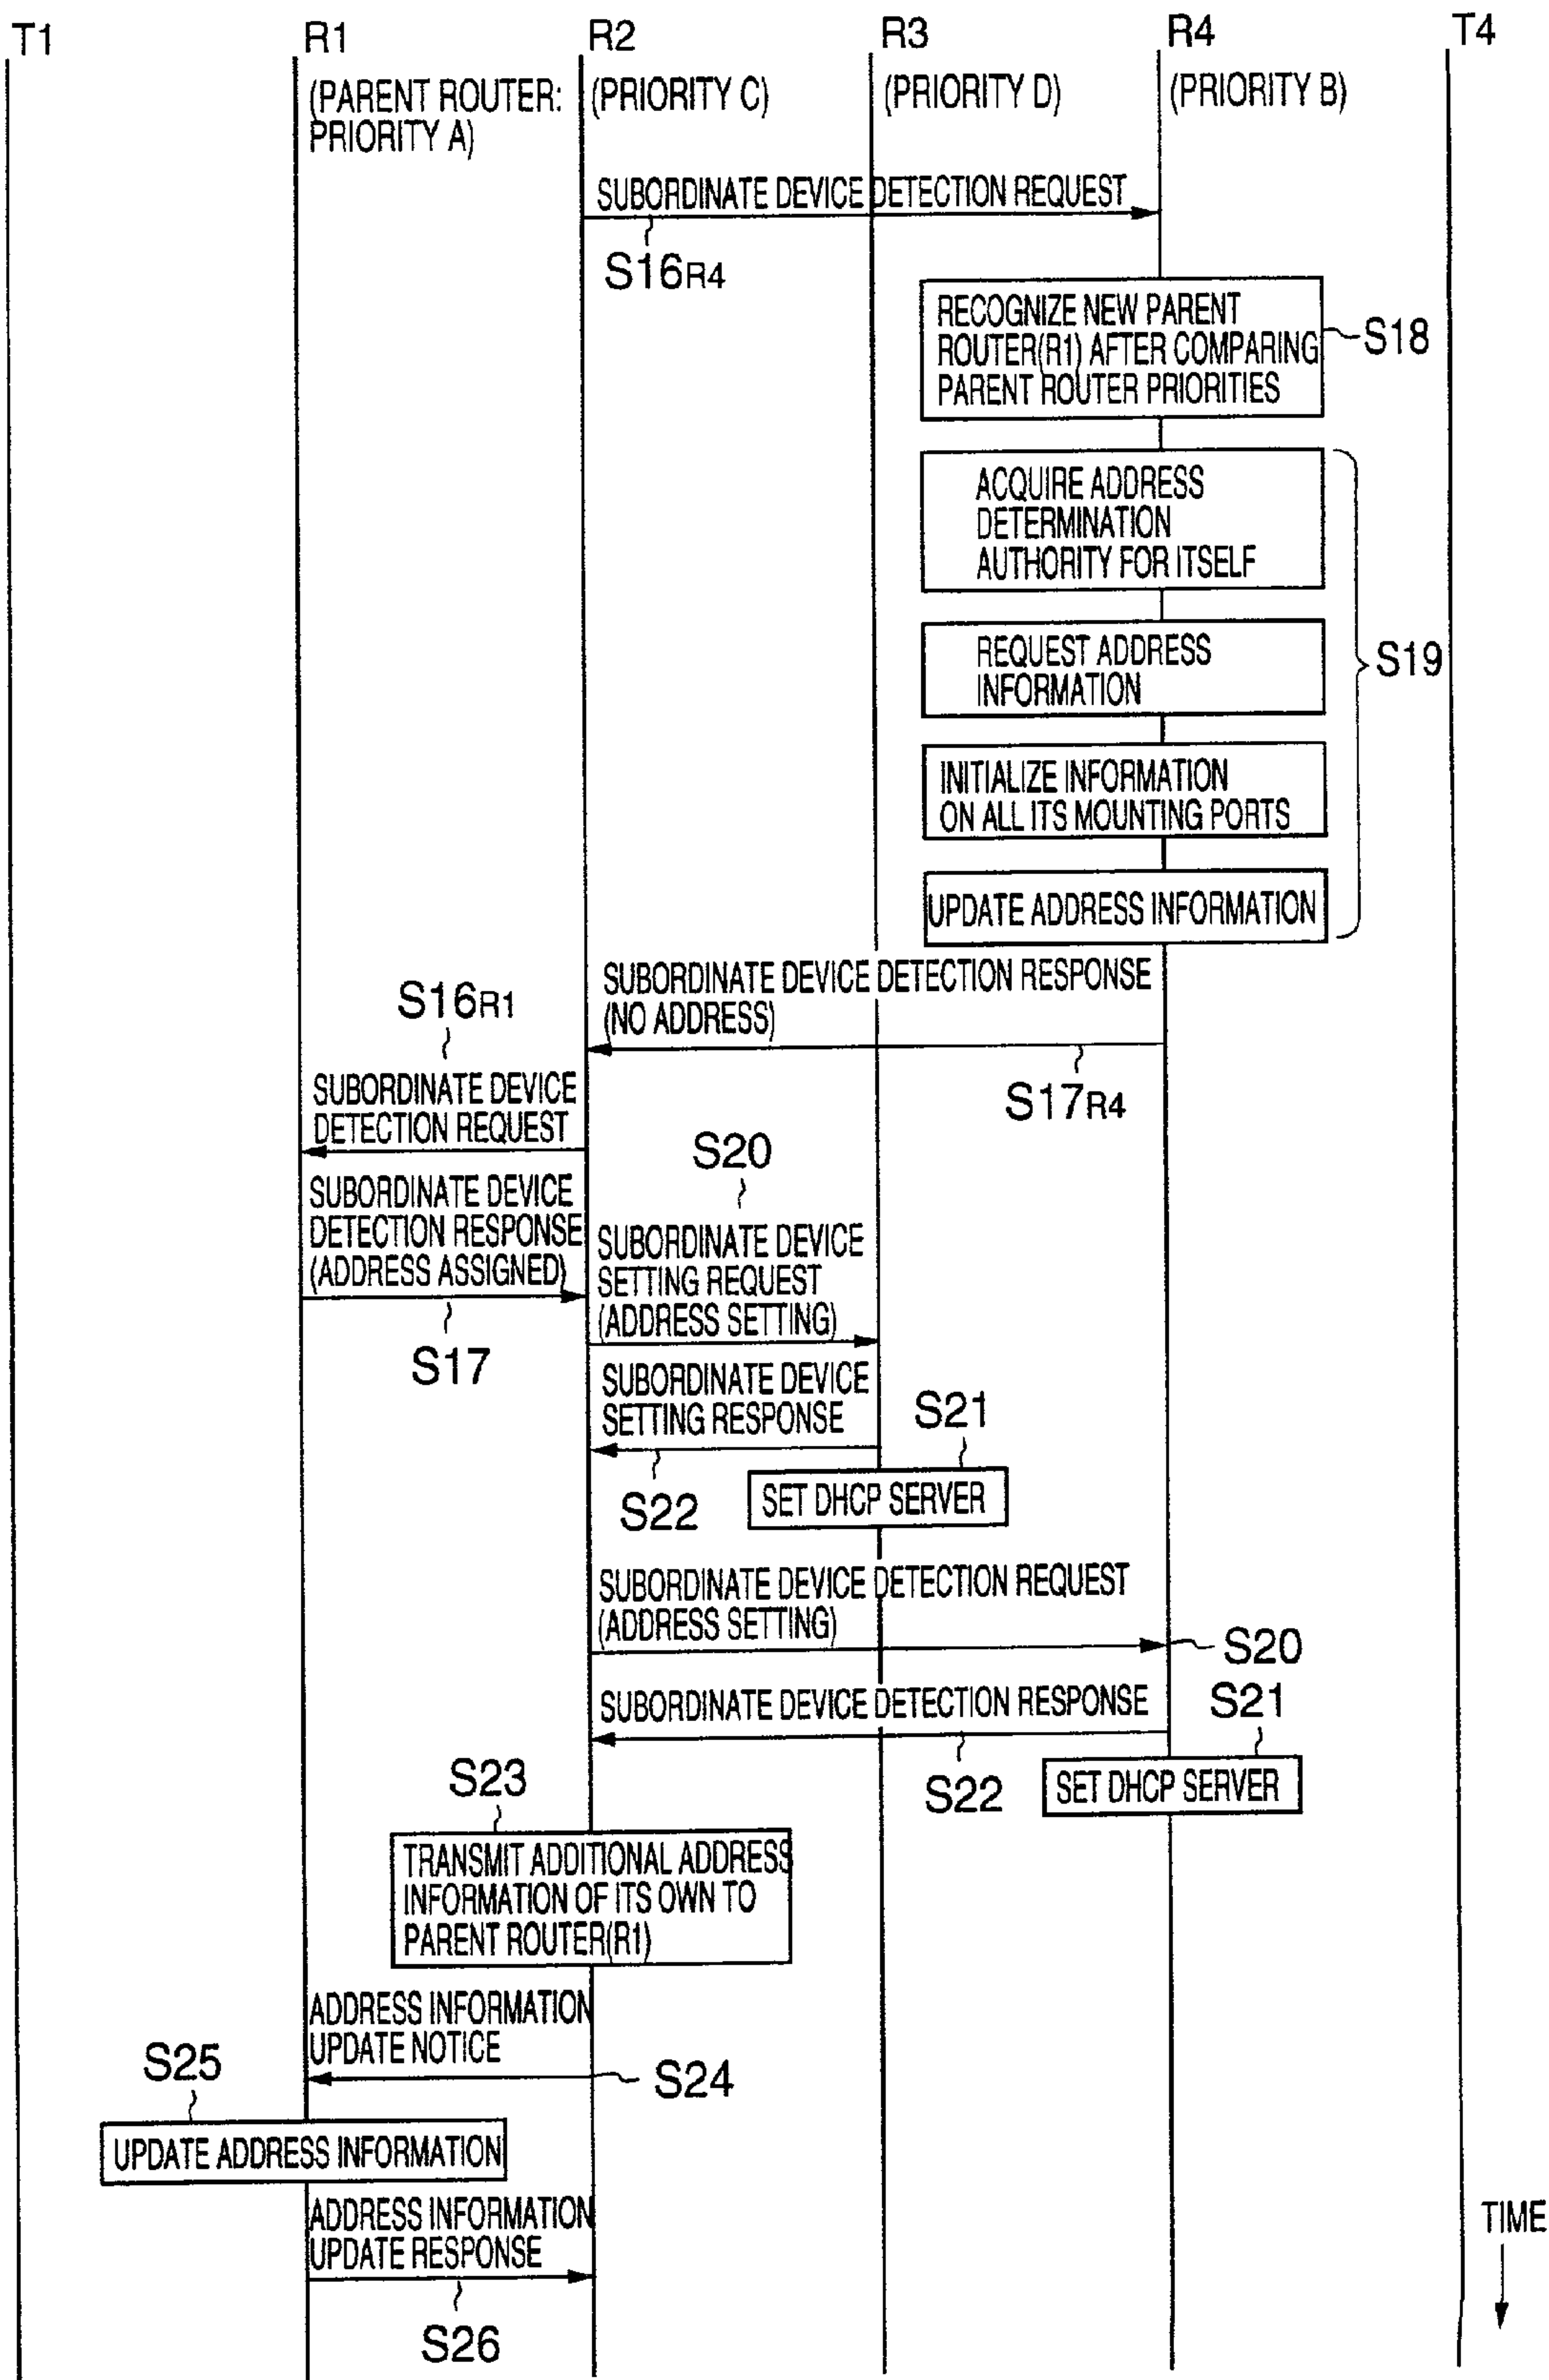 T1
R1
R2
R3
R4
T4
(PARENT ROUTER:
PRIORITY A)
(PRIORITY C)
(PRIORITY D)
(PRIORITY B)
SUBORDINATE DEVICE DETECTION REQUEST
S16R4
RECOGNIZE NEW PARENT
ROUTER(R1) AFTER COMPARING
PARENT ROUTER PRIORITIES
S18
ACQUIRE ADDRESS
DETERMINATION
AUTHORITY FOR ITSELF
REQUEST ADDRESS
INFORMATION
S19
INITIALIZE INFORMATION
ON ALL ITS MOUNTING PORTS
UPDATE ADDRESS INFORMATION
SUBORDINATE DEVICE DETECTION RESPONSE
(NO ADDRESS)
S17R4
S16R1
SUBORDINATE DEVICE
DETECTION REQUEST
SUBORDINATE DEVICE
DETECTION RESPONSE
(ADDRESS ASSIGNED)
S17
S20
SUBORDINATE DEVICE
SETTING REQUEST
(ADDRESS SETTING)
SUBORDINATE DEVICE
SETTING RESPONSE
S22
S21
SET DHCP SERVER
SUBORDINATE DEVICE DETECTION REQUEST
(ADDRESS SETTING)
S20
SUBORDINATE DEVICE DETECTION RESPONSE
S22
S21
SET DHCP SERVER
S23
TRANSMIT ADDITIONAL ADDRESS
INFORMATION OF ITS OWN TO
PARENT ROUTER(R1)
ADDRESS INFORMATION
UPDATE NOTICE
S24
S25
UPDATE ADDRESS INFORMATION
ADDRESS INFORMATION
UPDATE RESPONSE
S26
TIME